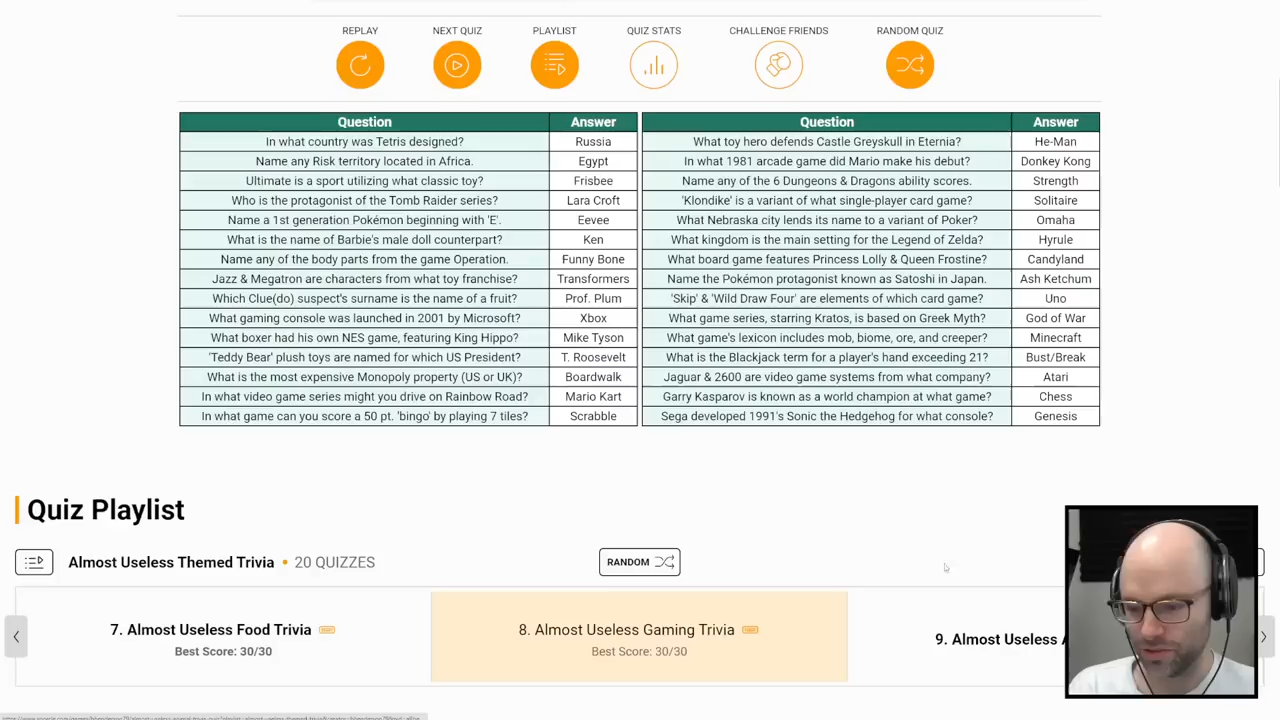 REPLAY NEXT QUIZ PLAYLIST QUIZ STATS CHALLENGE FRIENDS RANDOM QUIZ
Question Answer
In what country was Tetris designed? Russia
Name any Risk territory located in Africa. Egypt
Ultimate is a sport utilizing what classic toy? Frisbee
Who is the protagonist of the Tomb Raider series? Lara Croft
Name a 1st generation Pokémon beginning with 'E'. Eevee
What is the name of Barbie's male doll counterpart? Ken
Name any of the body parts from the game Operation. Funny Bone
Jazz & Megatron are characters from what toy franchise? Transformers
Which Clue(do) suspect's surname is the name of a fruit? Prof. Plum
What gaming console was launched in 2001 by Microsoft? Xbox
What boxer had his own NES game, featuring King Hippo? Mike Tyson
'Teddy Bear' plush toys are named for which US President? T. Roosevelt
What is the most expensive Monopoly property (US or UK)? Boardwalk
In what video game series might you drive on Rainbow Road? Mario Kart
In what game can you score a 50 pt. 'bingo' by playing 7 tiles? Scrabble
Question Answer
What toy hero defends Castle Greyskull in Eternia? He-Man
In what 1981 arcade game did Mario make his debut? Donkey Kong
Name any of the 6 Dungeons & Dragons ability scores. Strength
'Klondike' is a variant of what single-player card game? Solitaire
What Nebraska city lends its name to a variant of Poker? Omaha
What kingdom is the main setting for the Legend of Zelda? Hyrule
What board game features Princess Lolly & Queen Frostine? Candyland
Name the Pokémon protagonist known as Satoshi in Japan. Ash Ketchum
'Skip' & 'Wild Draw Four' are elements of which card game? Uno
What game series, starring Kratos, is based on Greek Myth? God of War
What game's lexicon includes mob, biome, ore, and creeper? Minecraft
What is the Blackjack term for a player's hand exceeding 21? Bust/Break
Jaguar & 2600 are video game systems from what company? Atari
Garry Kasparov is known as a world champion at what game? Chess
Sega developed 1991's Sonic the Hedgehog for what console? Genesis
Quiz Playlist
Almost Useless Themed Trivia • 20 QUIZZES RANDOM
7. Almost Useless Food Trivia
Best Score: 30/30
8. Almost Useless Gaming Trivia
Best Score: 30/30
9. Almost Useless